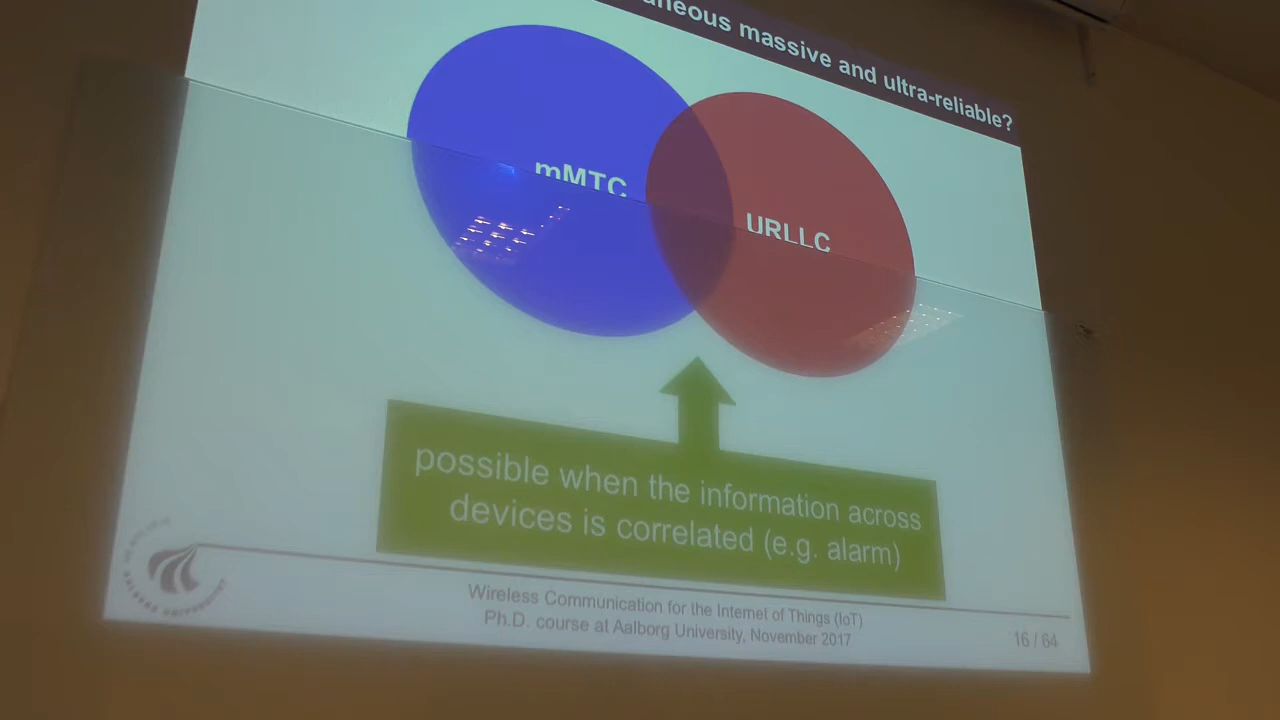 massive and ultra-reliable?
mMTC
URLLC
possible when the information across
devices is correlated (e.g. alarm)
Wireless Communication for the Internet of Things (IoT)
Ph.D. course at Aalborg University, November 2017
16 / 64